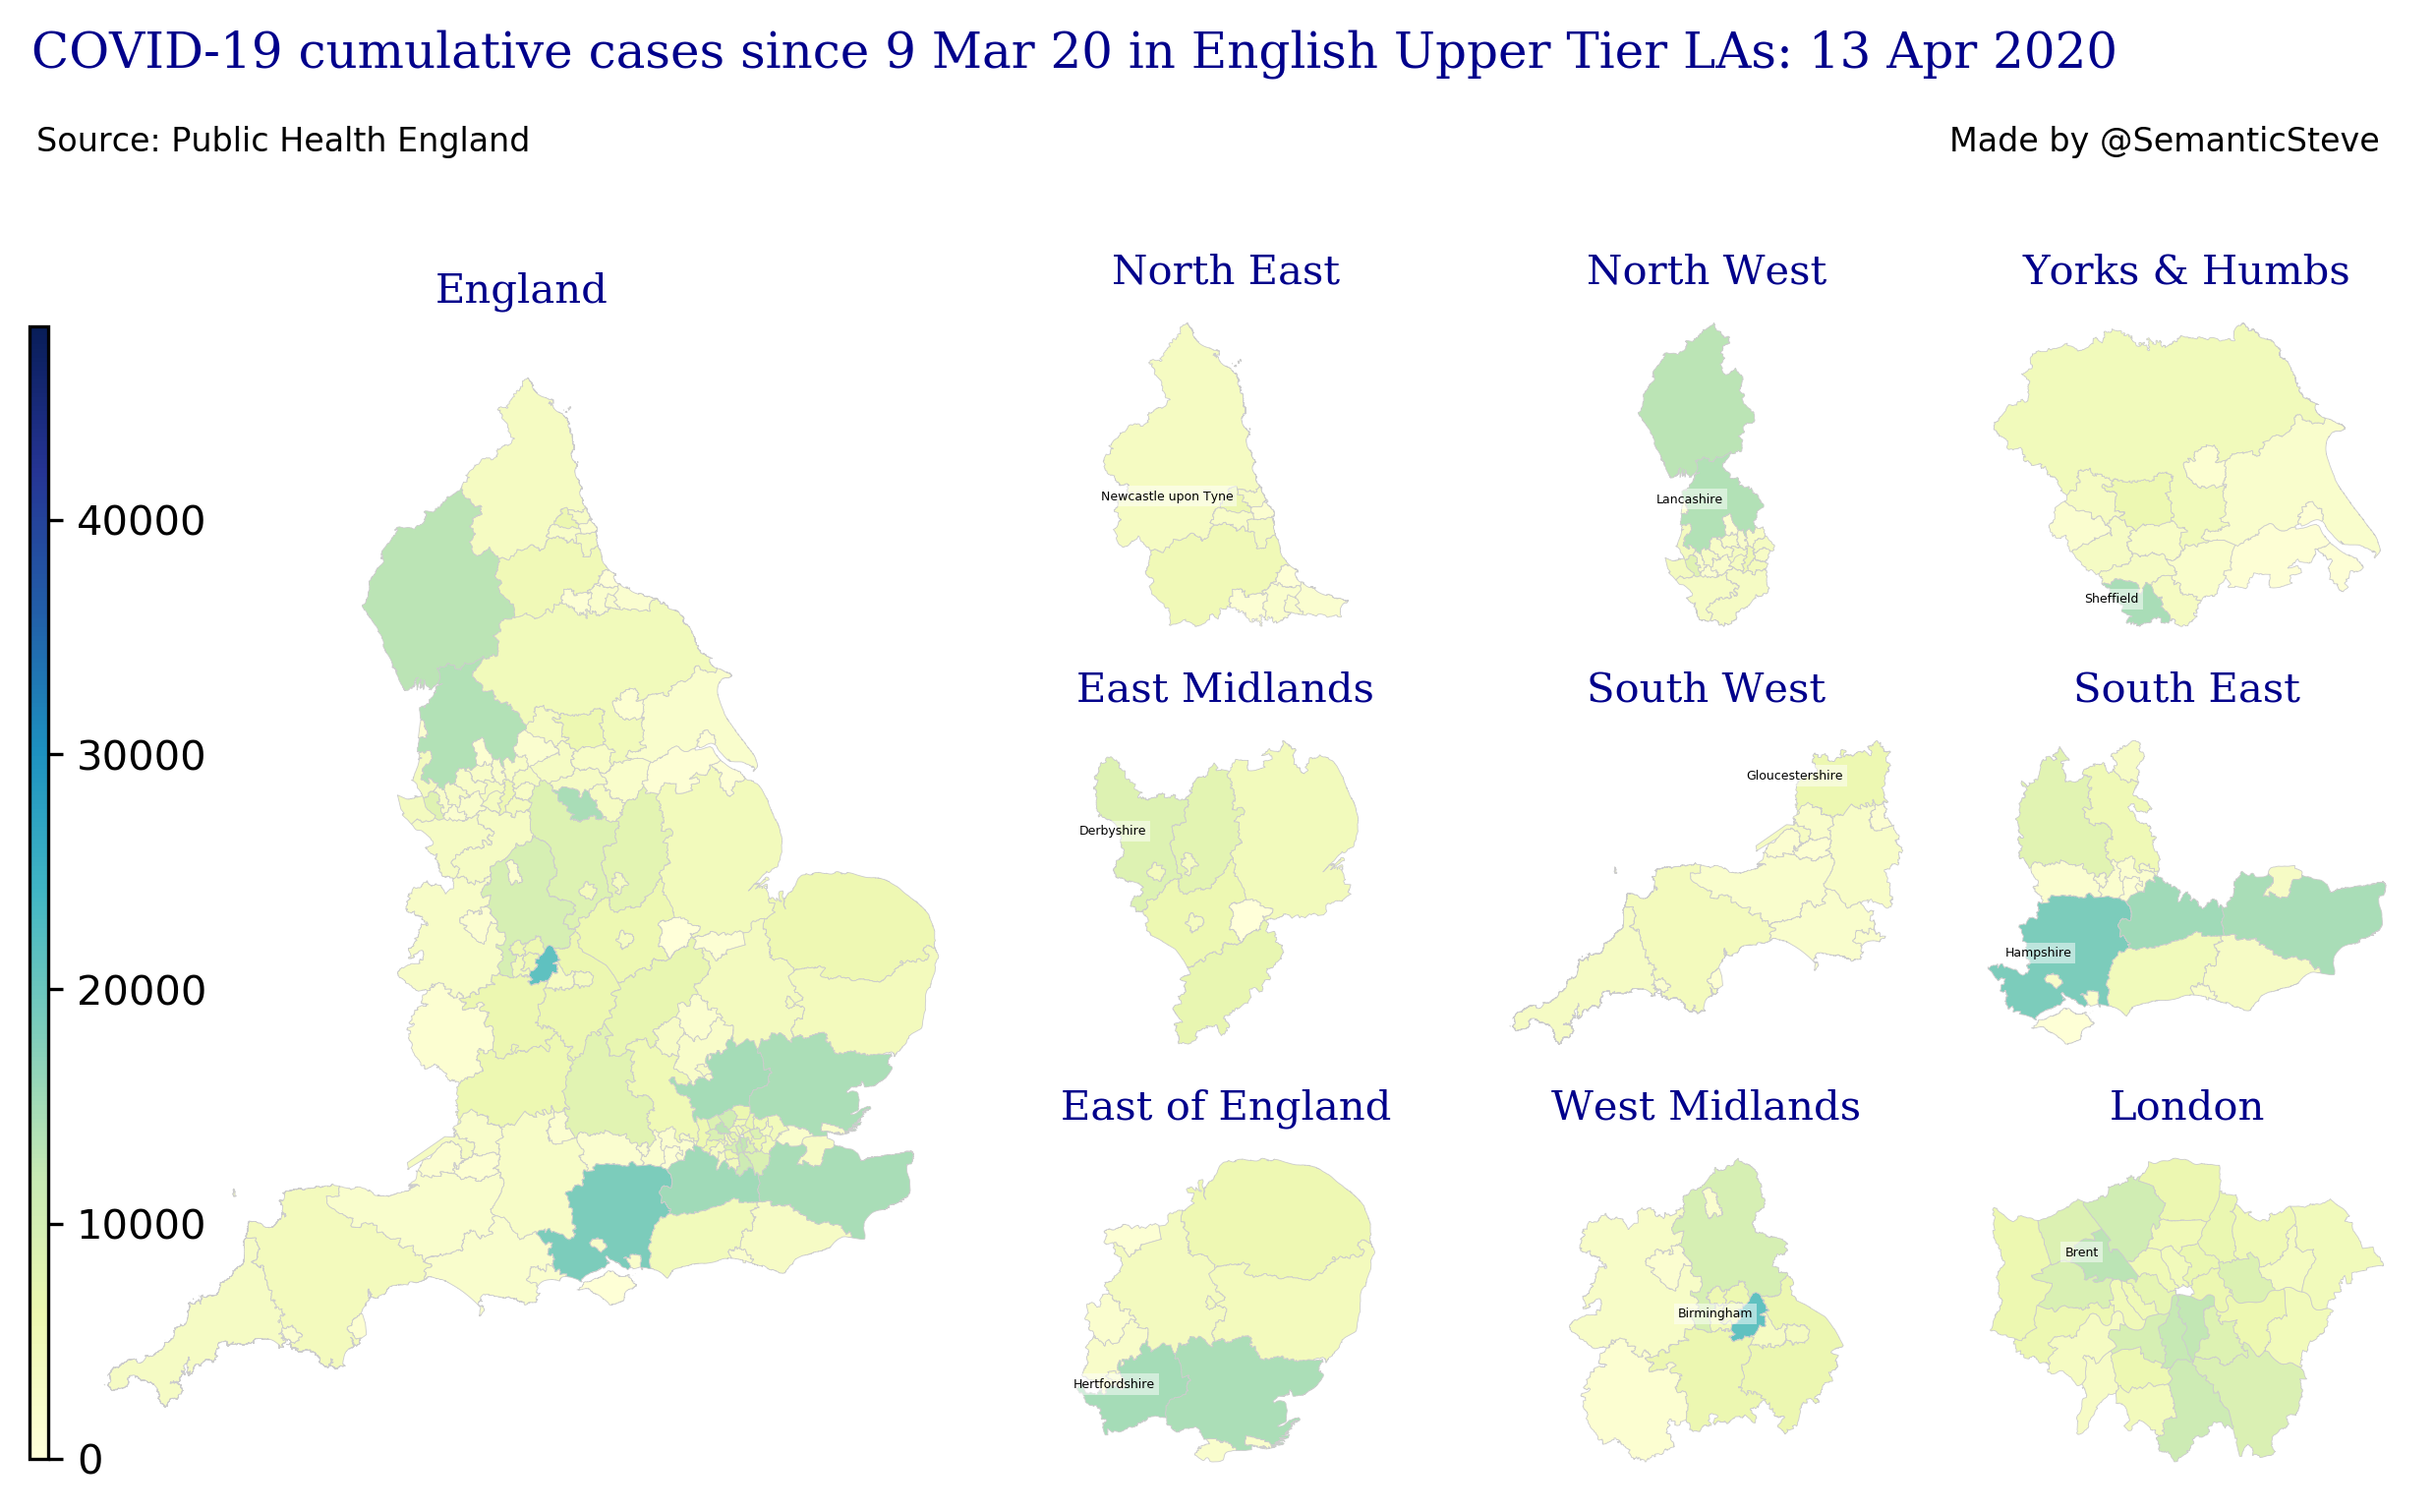 COVID-19 cumulative cases since 9 Mar 20 in English Upper Tier LAs: 13 Apr 2020
Source: Public Health England
Made by @SemanticSteve
England
40000
30000
20000
10000
0
North East
Newcastle upon Tyne
North West
Lancashire
Yorks & Humbs
Sheffield
East Midlands
Derbyshire
South West
Gloucestershire
South East
Hampshire
East of England
Hertfordshire
West Midlands
Birmingham
London
Brent